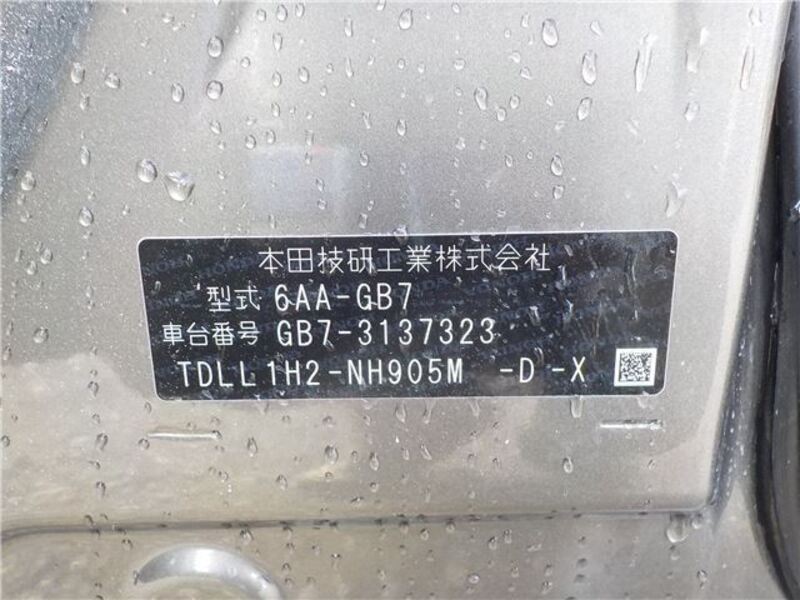 本田技研工業株式会社
型式 6AA-GB7
車台番号 GB7-3137323
TDLL1H2-NH905M -D-X